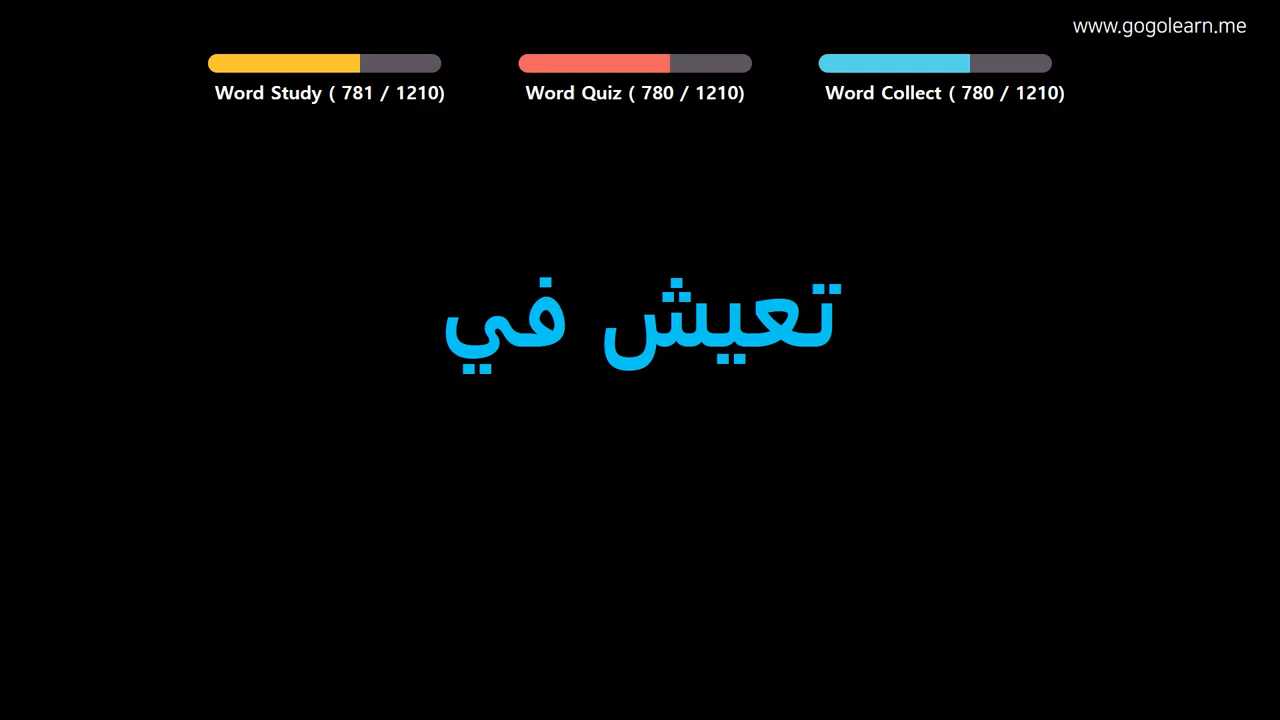 www.gogolearn.me
Word Study ( 781 / 1210)
Word Quiz ( 780 / 1210)
Word Collect ( 780 / 1210)
تعيش في